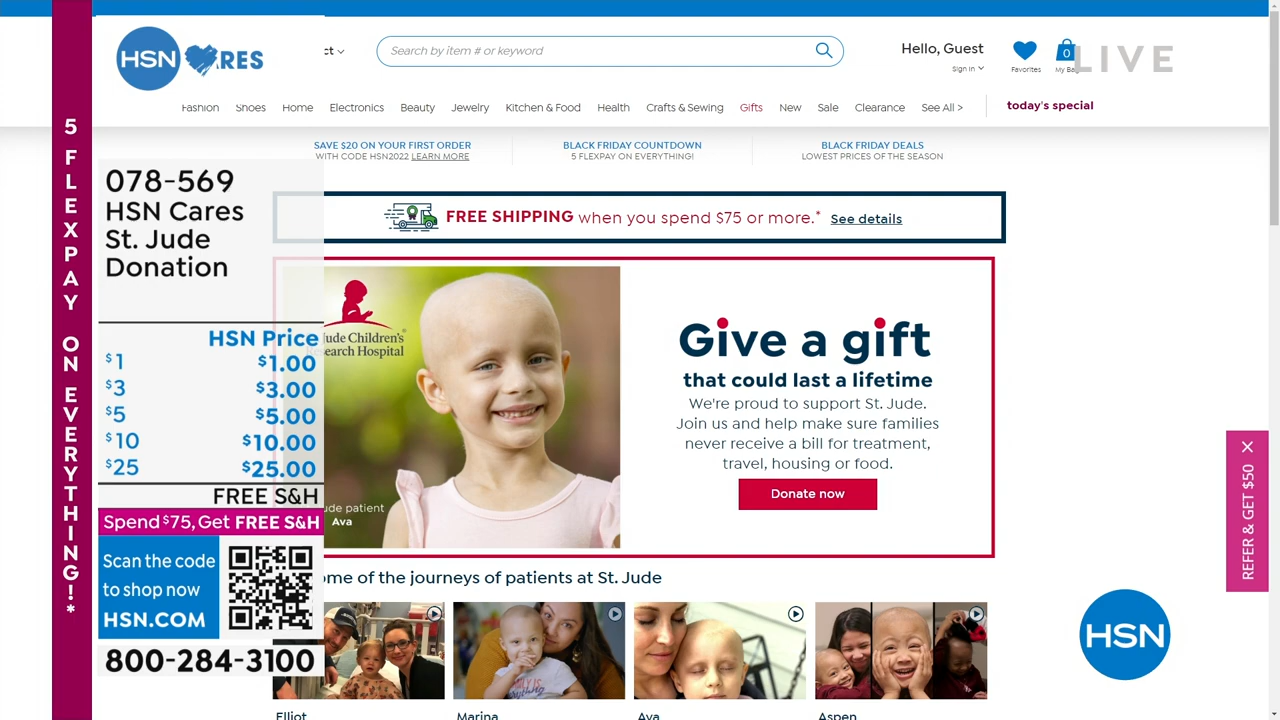 5 FLEXPAY ON EVERYTHING!*
HSN CARES
ct
Search by item # or keyword
Hello, Guest
Sign in
Favorites
0
My Bag
LIVE
Fashion Shoes Home Electronics Beauty Jewelry Kitchen & Food Health Crafts & Sewing Gifts New Sale Clearance See All > today's special
SAVE $20 ON YOUR FIRST ORDER
WITH CODE HSN2022 LEARN MORE
BLACK FRIDAY COUNTDOWN
5 FLEXPAY ON EVERYTHING!
BLACK FRIDAY DEALS
LOWEST PRICES OF THE SEASON
078-569
HSN Cares
St. Jude
Donation
HSN Price
$1 $1.00
$3 $3.00
$5 $5.00
$10 $10.00
$25 $25.00
FREE S&H
Spend $75, Get FREE S&H
Scan the code
to shop now
HSN.COM
800-284-3100
FREE SHIPPING when you spend $75 or more.* See details
Jude Children's
Research Hospital
Jude patient
Ava
Give a gift
that could last a lifetime
We're proud to support St. Jude.
Join us and help make sure families
never receive a bill for treatment,
travel, housing or food.
Donate now
ome of the journeys of patients at St. Jude
Elliot
Marina
Ava
Aspen
REFER & GET $50
HSN